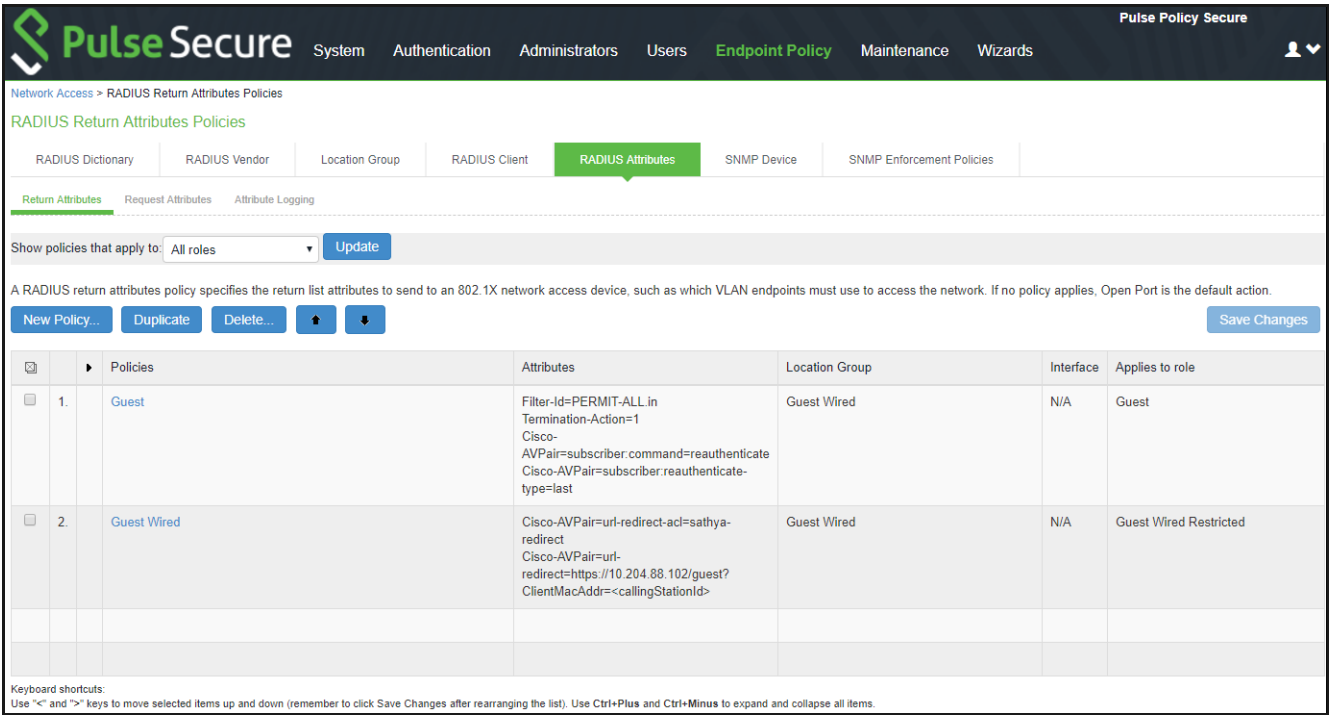 Pulse Policy Secure
Pulse Secure System Authentication Administrators Users Endpoint Policy Maintenance Wizards
Network Access > RADIUS Return Attributes Policies
RADIUS Return Attributes Policies
RADIUS Dictionary RADIUS Vendor Location Group RADIUS Client RADIUS Attributes SNMP Device SNMP Enforcement Policies
Return Attributes Request Attributes Attribute Logging
Show policies that apply to: All roles Update
A RADIUS return attributes policy specifies the return list attributes to send to an 802.1X network access device, such as which VLAN endpoints must use to access the network. If no policy applies, Open Port is the default action.
New Policy... Duplicate Delete... Save Changes
Policies Attributes Location Group Interface Applies to role
1. Guest Filter-Id=PERMIT-ALL.in Guest Wired N/A Guest
Termination-Action=1
Cisco-
AVPair=subscriber:command=reauthenticate
Cisco-AVPair=subscriber:reauthenticate-
type=last
2. Guest Wired Cisco-AVPair=url-redirect-acl=sathya- Guest Wired N/A Guest Wired Restricted
redirect
Cisco-AVPair=url-
redirect=https://10.204.88.102/guest?
ClientMacAddr=<callingStationId>
Keyboard shortcuts:
Use "<" and ">" keys to move selected items up and down (remember to click Save Changes after rearranging the list). Use Ctrl+Plus and Ctrl+Minus to expand and collapse all items.